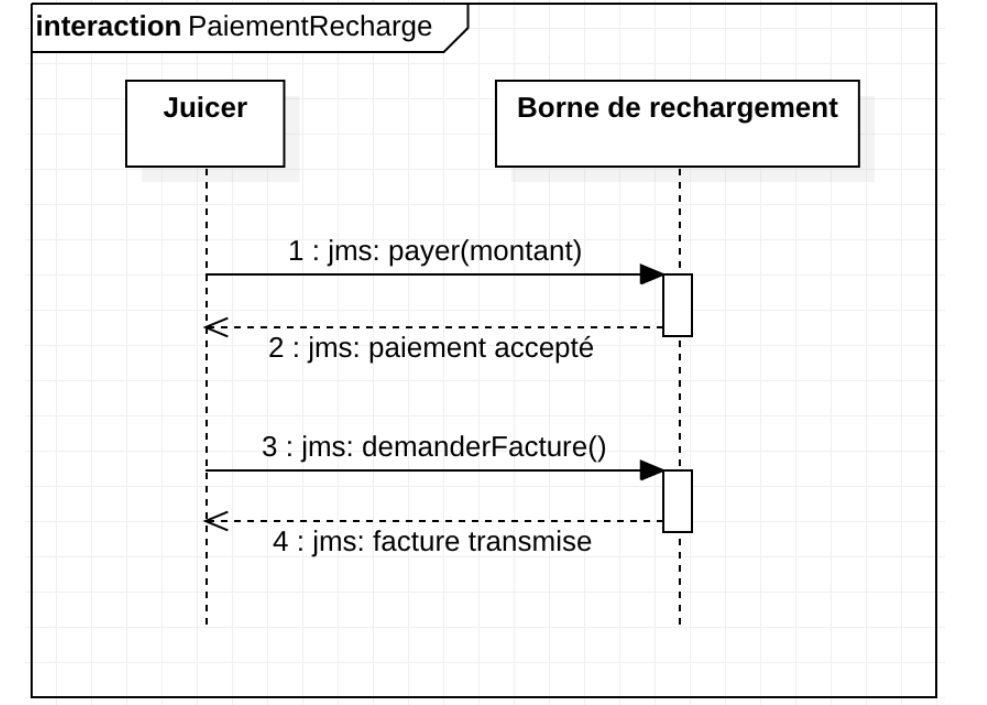 interaction PaiementRecharge
Juicer
Borne de rechargement
1 : jms: payer(montant)
2 : jms: paiement accepté
3 : jms: demanderFacture()
4 : jms: facture transmise